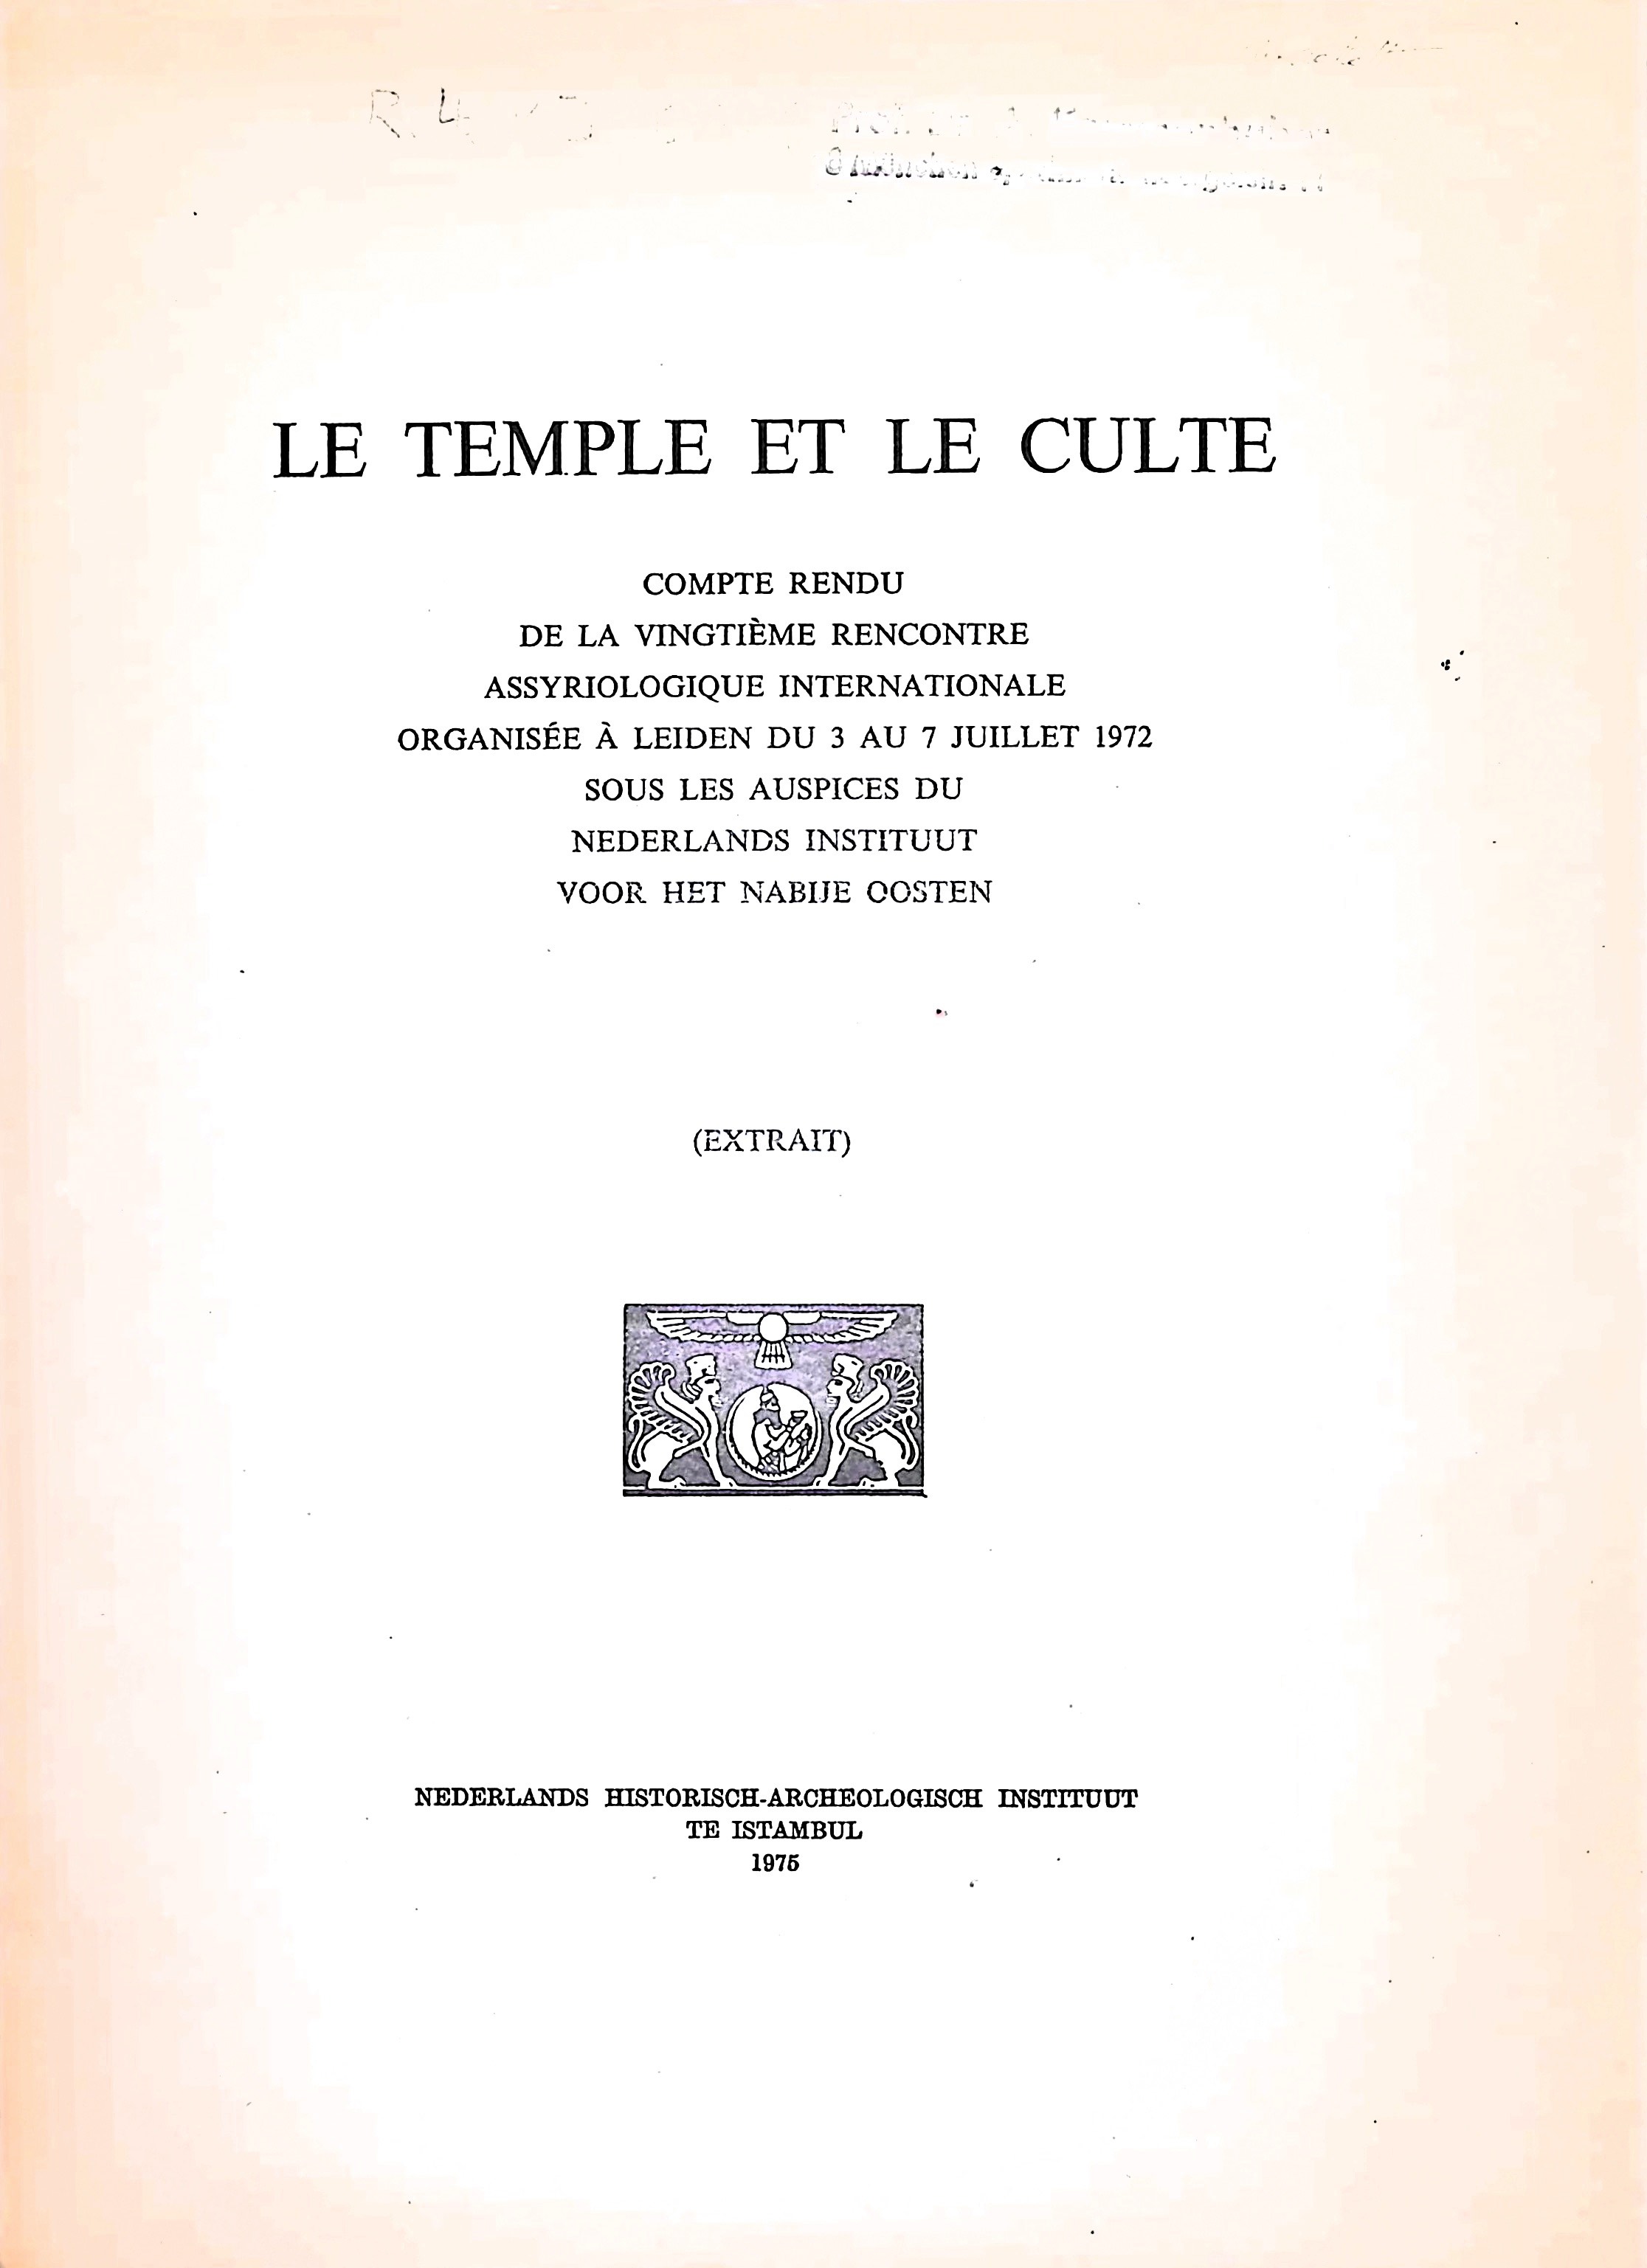 R.4
LE TEMPLE ET LE CULTE
COMPTE RENDU
DE LA VINGTIÈME RENCONTRE
ASSYRIOLOGIQUE INTERNATIONALE
ORGANISÉE À LEIDEN DU 3 AU 7 JUILLET 1972
SOUS LES AUSPICES DU
NEDERLANDS INSTITUUT
VOOR HET NABIJE OOSTEN
(EXTRAIT)
NEDERLANDS HISTORISCH-ARCHEOLOGISCH INSTITUUT
TE ISTAMBUL
1975